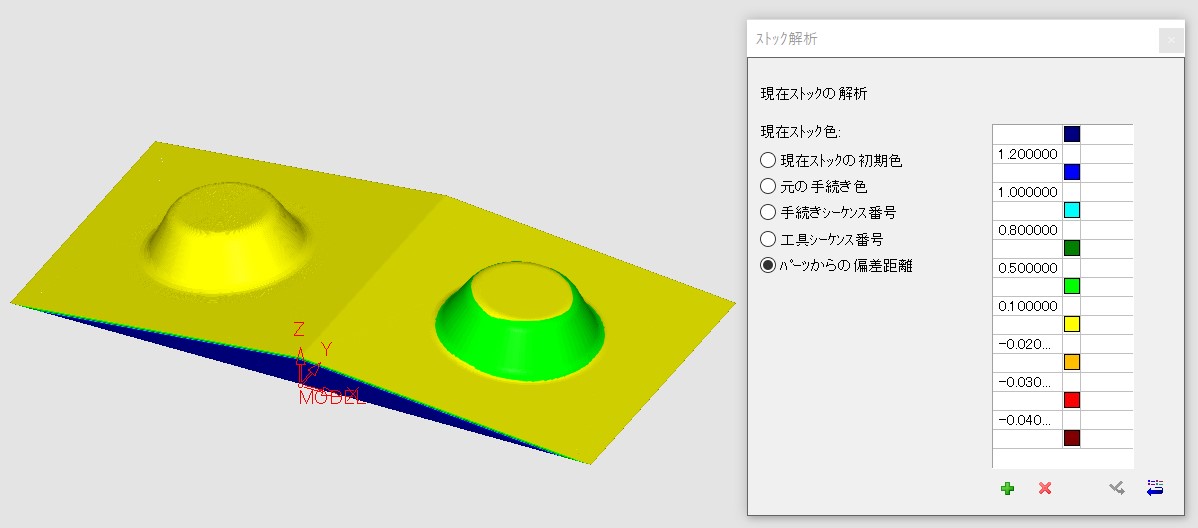 ストック解析
現在ストックの解析
現在ストック色:
現在ストックの初期色
元の手続き色
手続きシーケンス番号
工具シーケンス番号
パーツからの偏差距離
1.200000
1.000000
0.800000
0.500000
0.100000
-0.020...
-0.030...
-0.040...
Z
Y
MODEL